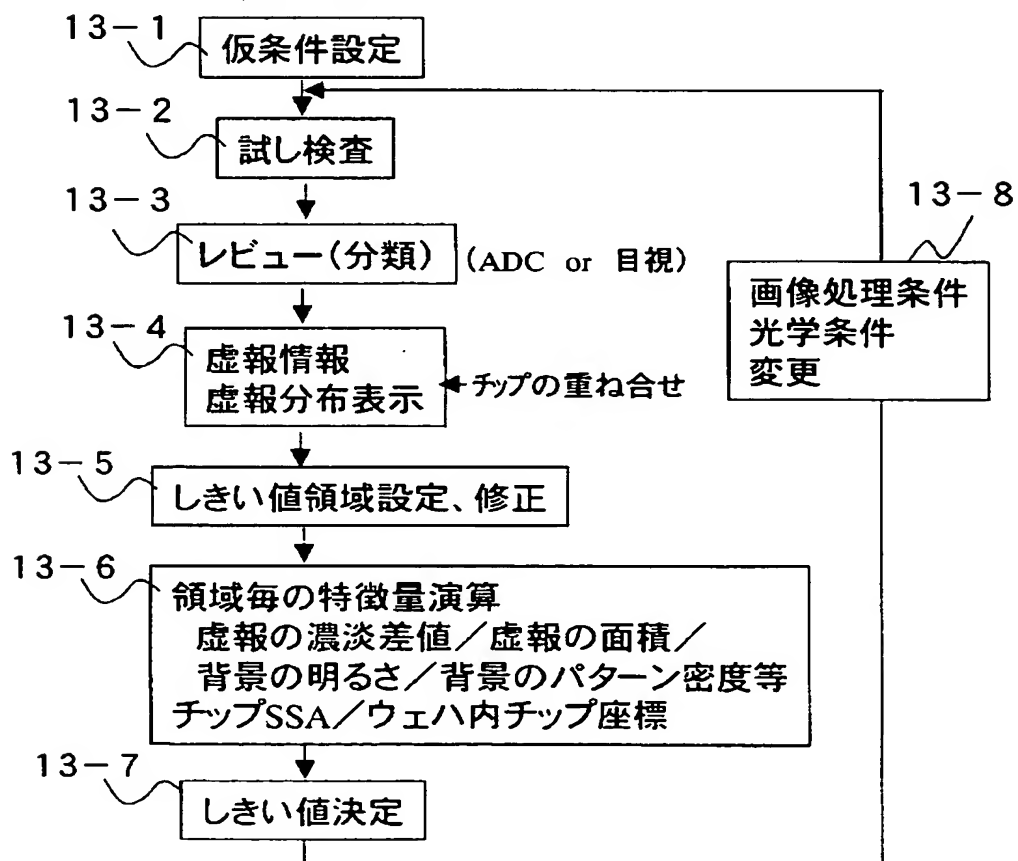 13-1
仮条件設定
13-2
試し検査
13-3
レビュー(分類) (ADC or 目視)
13-4
虚報情報
虚報分布表示
チップの重ね合せ
13-5
しきい値領域設定、修正
13-6
領域毎の特徴量演算
虚報の濃淡差値／虚報の面積／
背景の明るさ／背景のパターン密度等
チップSSA／ウェハ内チップ座標
13-7
しきい値決定
13-8
画像処理条件
光学条件
変更